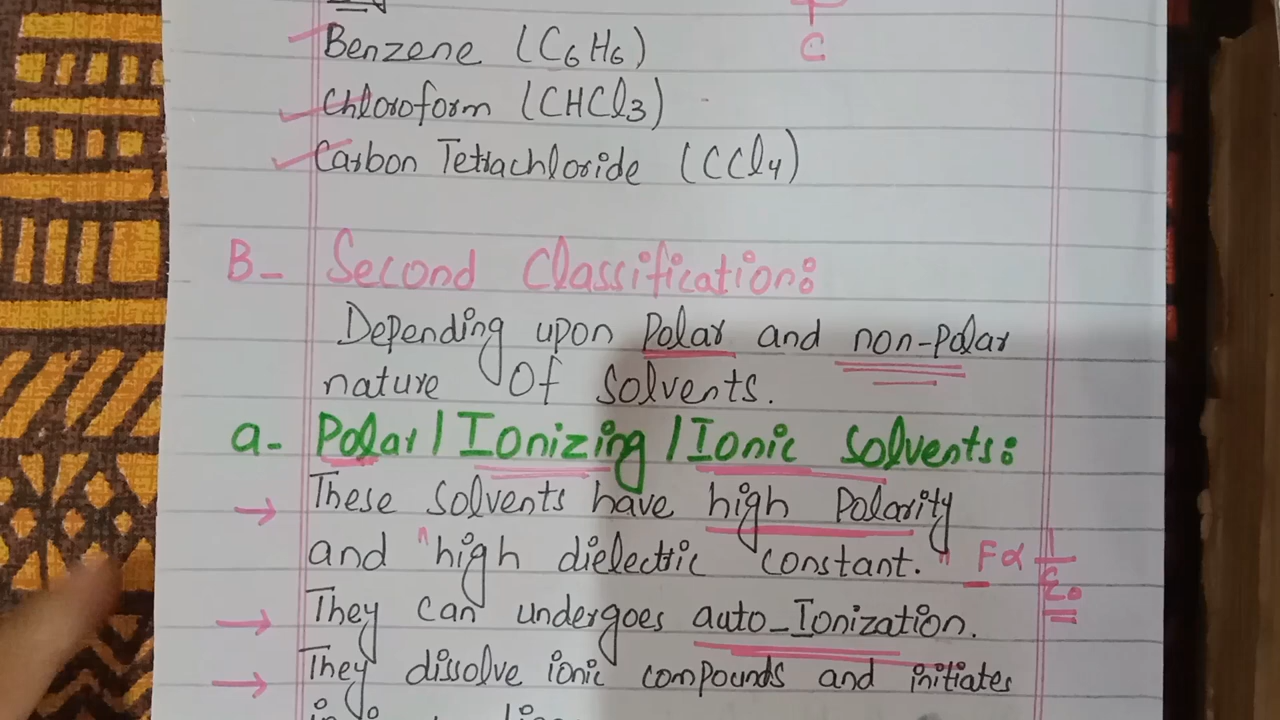 C
Benzene (C6H6)
Chloroform (CHCl3)
Carbon Tetrachloride (CCl4)
B- Second Classification:
Depending upon Polar and non-polar
nature Of Solvents.
a- Polar / Ionizing / Ionic Solvents:
→ These Solvents have high Polarity
and "high dielectric constant." F∝ 1/ε0
→ They can undergoes auto-Ionization.
→ They dissolve ionic compounds and initiates